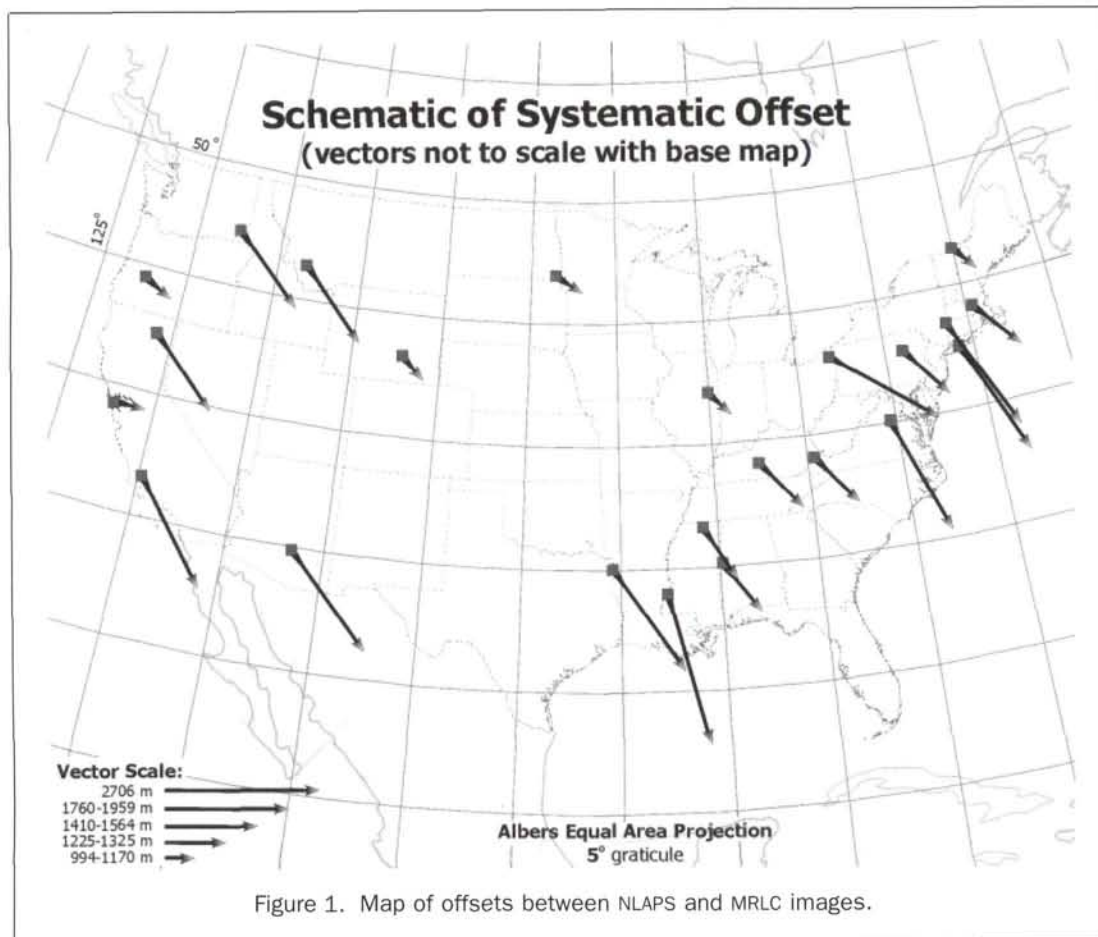 Schematic of Systematic Offset
(vectors not to scale with base map)
50°
125°
Vector Scale:
2706 m
1760-1959 m
1410-1564 m
1225-1325 m
994-1170 m
Albers Equal Area Projection
5° graticule
Figure 1. Map of offsets between NLAPS and MRLC images.